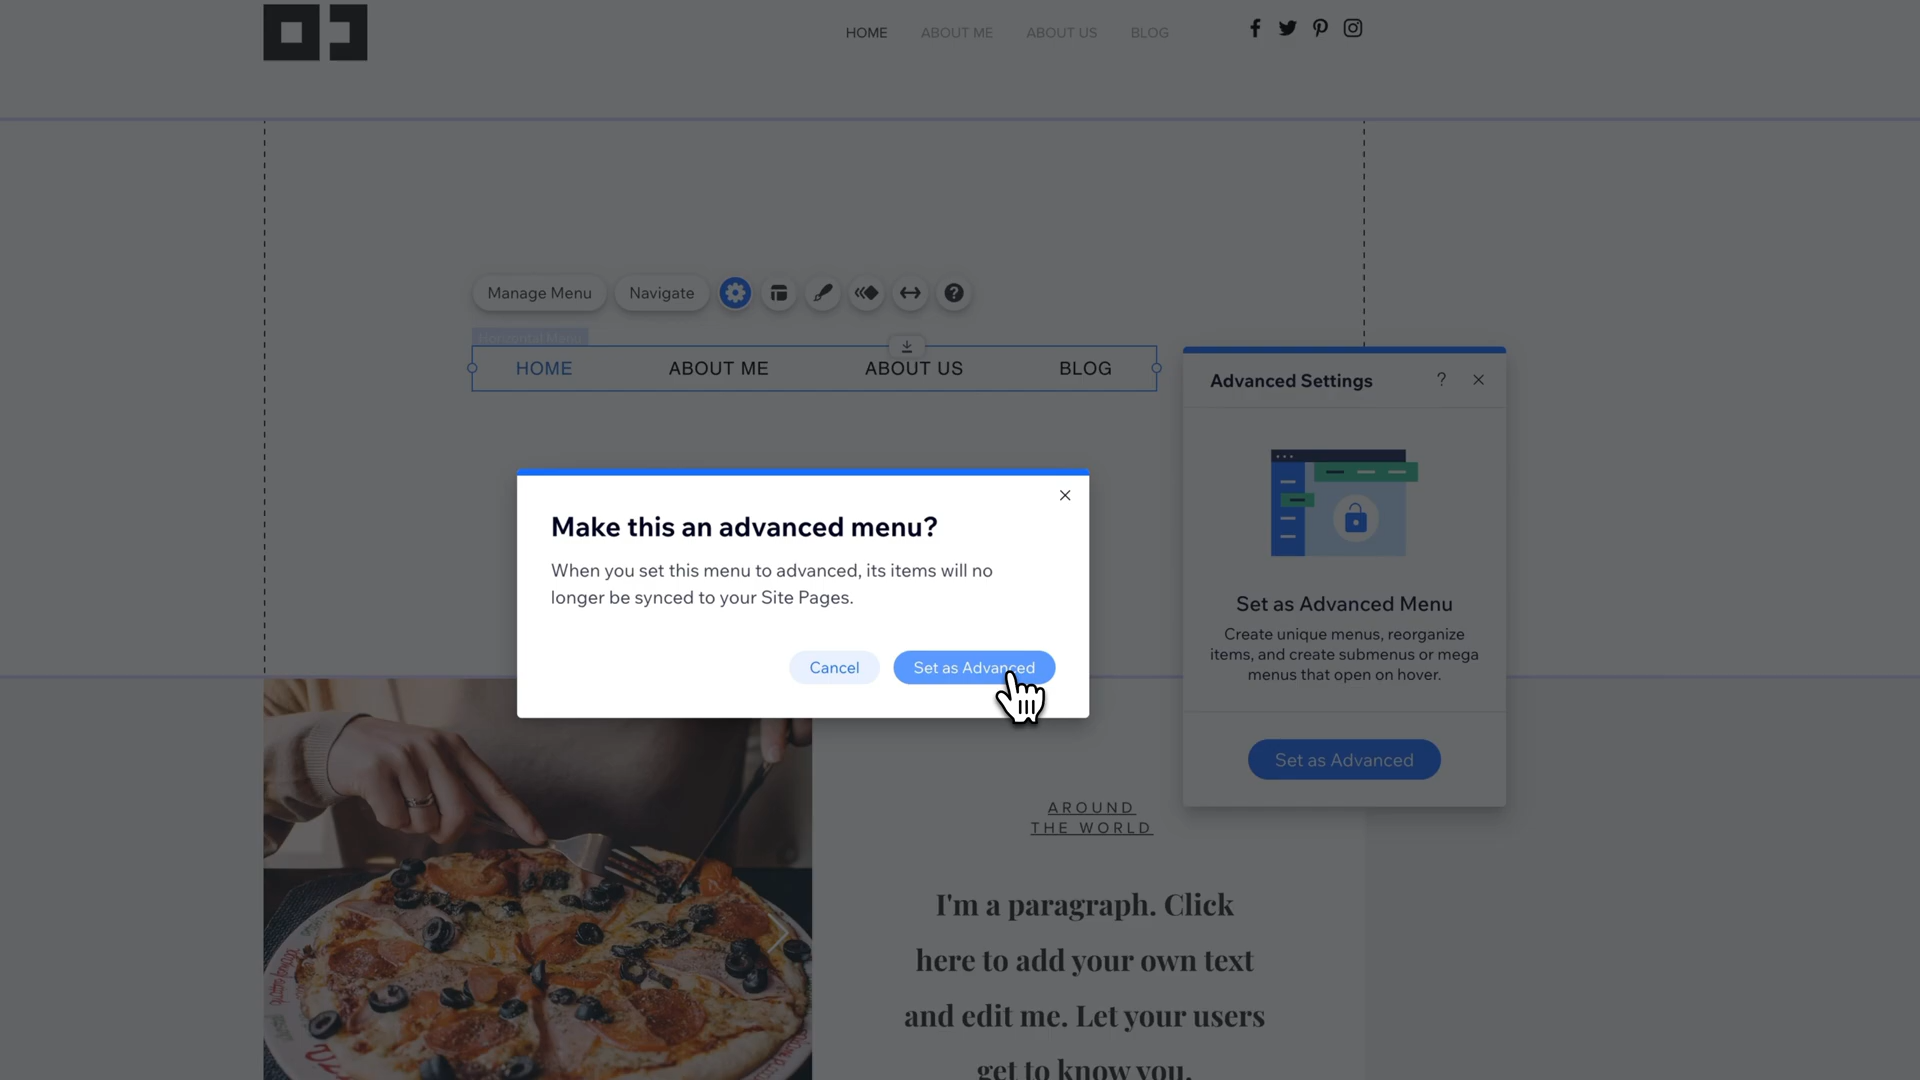 HOME
ABOUT ME
ABOUT US
BLOG
Manage Menu
Navigate
Horizontal Menu
HOME
ABOUT ME
ABOUT US
BLOG
Advanced Settings
?
Make this an advanced menu?
When you set this menu to advanced, its items will no
longer be synced to your Site Pages.
Cancel
Set as Advanced
Set as Advanced Menu
Create unique menus, reorganize
items, and create submenus or mega
menus that open on hover.
Set as Advanced
AROUND
THE WORLD
I'm a paragraph. Click
here to add your own text
and edit me. Let your users
get to know you.